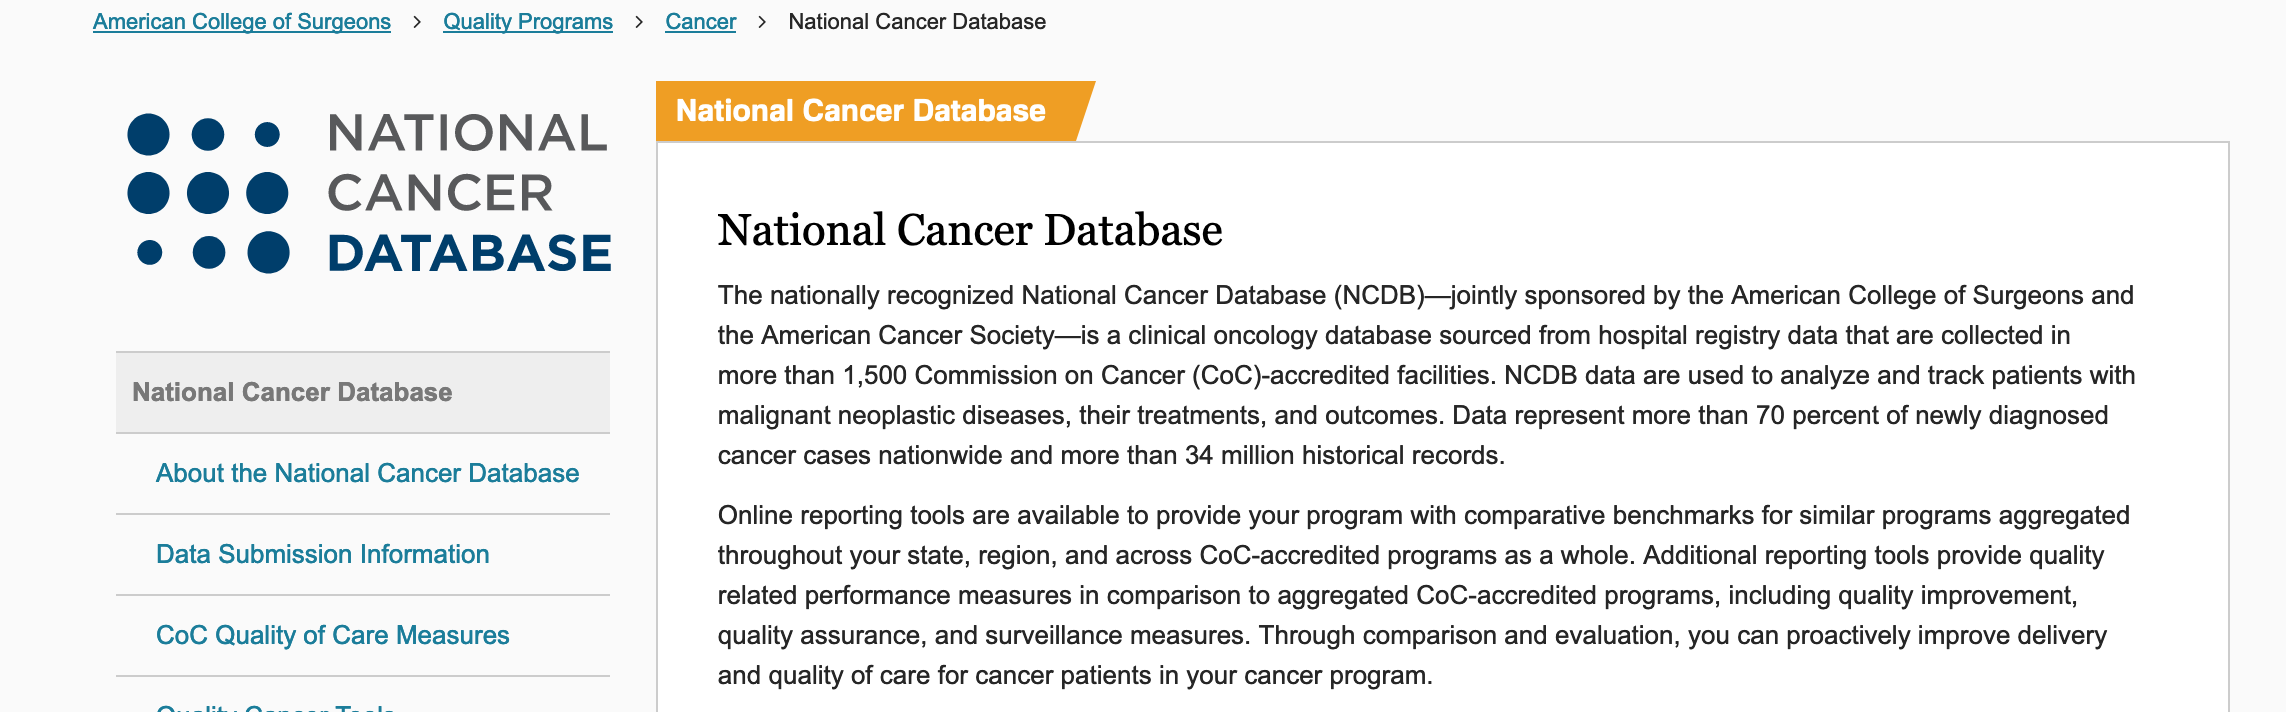 American College of Surgeons > Quality Programs > Cancer > National Cancer Database
NATIONAL
CANCER
DATABASE
National Cancer Database
About the National Cancer Database
Data Submission Information
CoC Quality of Care Measures
Quality Cancer Tools
National Cancer Database
National Cancer Database
The nationally recognized National Cancer Database (NCDB)—jointly sponsored by the American College of Surgeons and
the American Cancer Society—is a clinical oncology database sourced from hospital registry data that are collected in
more than 1,500 Commission on Cancer (CoC)-accredited facilities. NCDB data are used to analyze and track patients with
malignant neoplastic diseases, their treatments, and outcomes. Data represent more than 70 percent of newly diagnosed
cancer cases nationwide and more than 34 million historical records.
Online reporting tools are available to provide your program with comparative benchmarks for similar programs aggregated
throughout your state, region, and across CoC-accredited programs as a whole. Additional reporting tools provide quality
related performance measures in comparison to aggregated CoC-accredited programs, including quality improvement,
quality assurance, and surveillance measures. Through comparison and evaluation, you can proactively improve delivery
and quality of care for cancer patients in your cancer program.